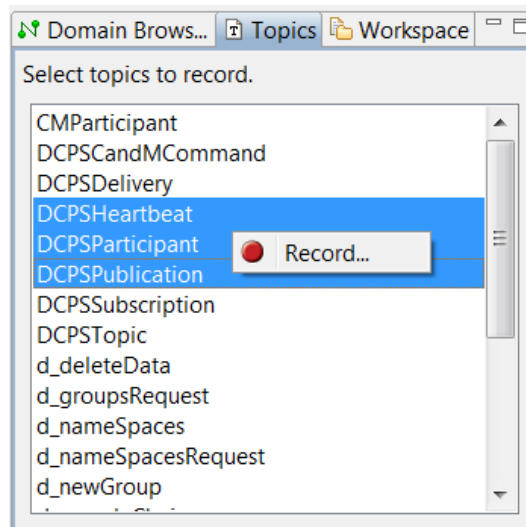 Domain Brows... Topics Workspace
Select topics to record.
CMParticipant
DCPSCandMCommand
DCPSDelivery
DCPSHeartbeat
DCPSParticipant
Record...
DCPSPublication
DCPSSubscription
DCPSTopic
d_deleteData
d_groupsRequest
d_nameSpaces
d_nameSpacesRequest
d_newGroup